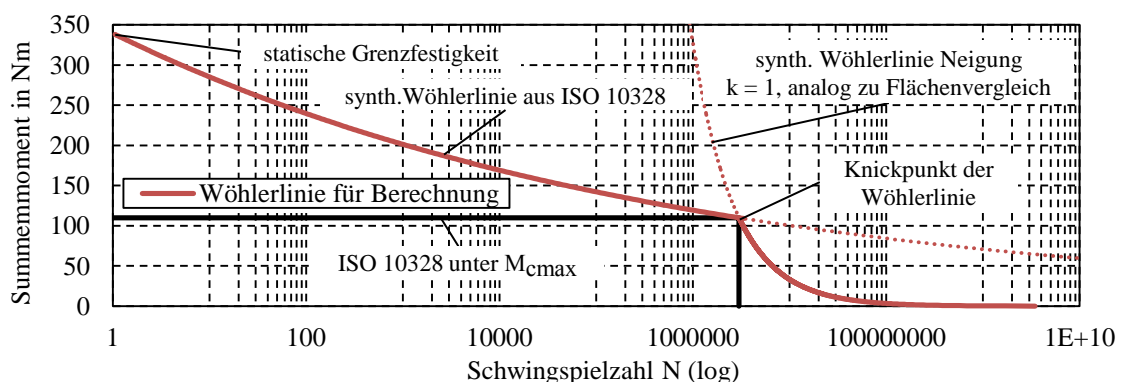 350
300
250
200
150
100
50
0
Summenmoment in Nm
statische Grenzfestigkeit
synth.Wöhlerlinie aus ISO 10328
synth. Wöhlerlinie Neigung
k = 1, analog zu Flächenvergleich
Knickpunkt der
Wöhlerlinie
Wöhlerlinie für Berechnung
ISO 10328 unter Mcmax
1
100
10000
1000000
100000000
1E+10
Schwingspielzahl N (log)